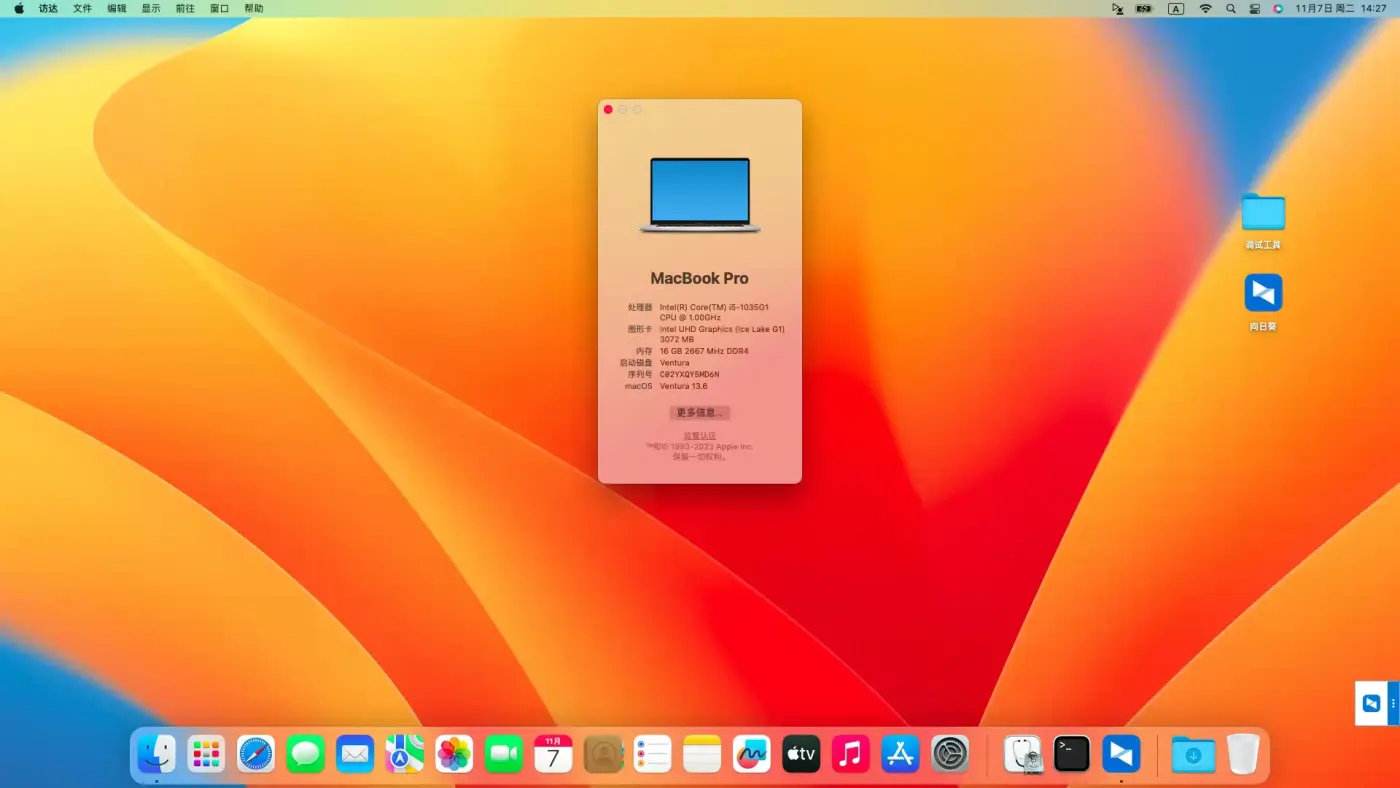 访达 文件 编辑 显示 前往 窗口 帮助
A
11月7日 周二 14:27
MacBook Pro
处理器 Intel(R) Core(TM) i5-1035G1
CPU @ 1.00GHz
图形卡 Intel UHD Graphics (Ice Lake G1)
3072 MB
内存 16 GB 2667 MHz DDR4
启动磁盘 Ventura
序列号 C02YXQY5MD6N
macOS Ventura 13.6
更多信息...
监管认证
™和© 1993-2023 Apple Inc.
保留一切权利。
调试工具
向日葵
11月
7
tv
>_